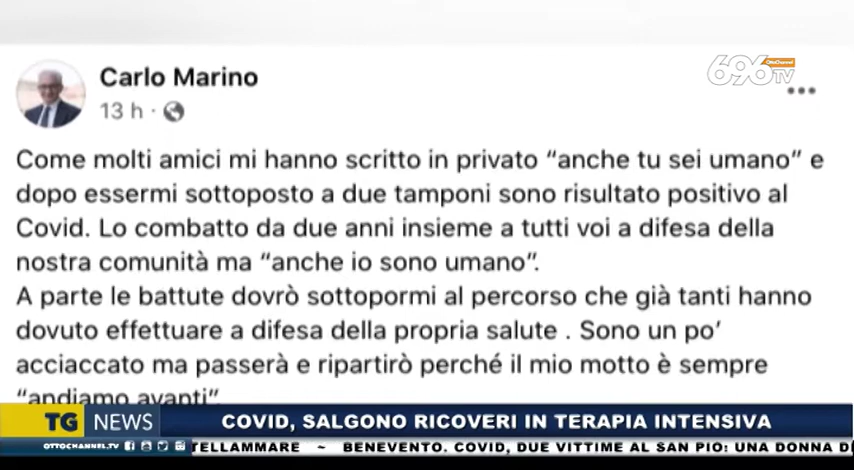 Carlo Marino
13 h
696 OttoChannel
TV
Come molti amici mi hanno scritto in privato “anche tu sei umano” e
dopo essermi sottoposto a due tamponi sono risultato positivo al
Covid. Lo combatto da due anni insieme a tutti voi a difesa della
nostra comunità ma “anche io sono umano”.
A parte le battute dovrò sottopormi al percorso che già tanti hanno
dovuto effettuare a difesa della propria salute . Sono un po’
acciaccato ma passerà e ripartirò perché il mio motto è sempre
“andiamo avanti”
TG NEWS COVID, SALGONO RICOVERI IN TERAPIA INTENSIVA
OTTOCHANNEL.TV TELLAMMARE ~ BENEVENTO. COVID, DUE VITTIME AL SAN PIO: UNA DONNA DI